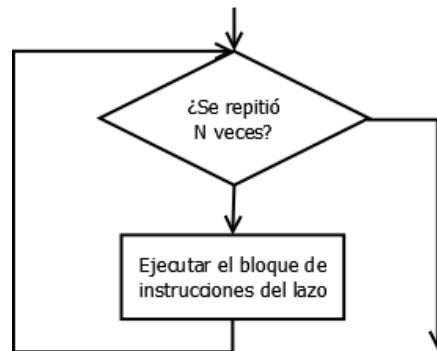 ¿Se repitió
N veces?
Ejecutar el bloque de
instrucciones del lazo